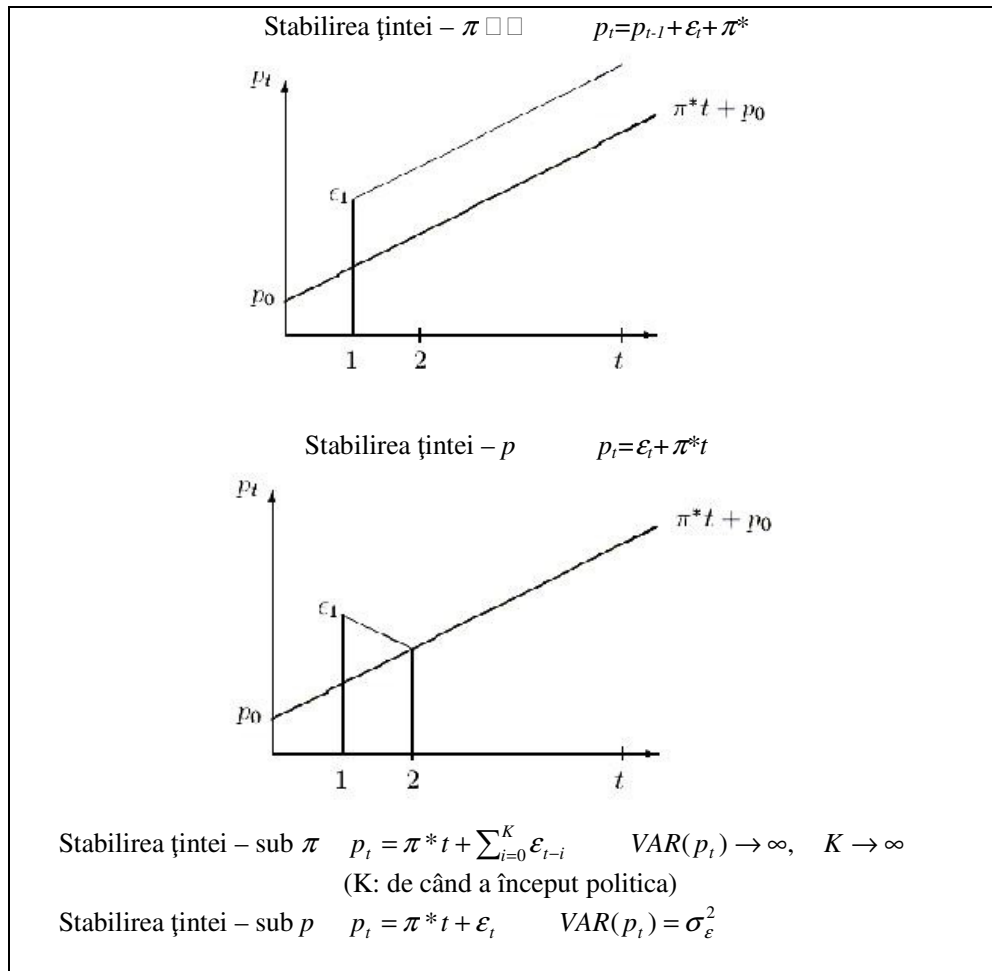 Stabilirea ţintei – π □□ pₜ=pₜ₋₁+εₜ+π*
pₜ
π*t + p₀
ϵ₁
p₀
1 2 t
Stabilirea ţintei – p pₜ=εₜ+π*t
pₜ
π*t + p₀
ϵ₁
p₀
1 2 t
Stabilirea ţintei – sub π pₜ = π*t + ∑ᵢ₌₀ᴷ εₜ₋ᵢ VAR(pₜ) → ∞, K → ∞
(K: de când a început politica)
Stabilirea ţintei – sub p pₜ = π*t + εₜ VAR(pₜ) = σ_ε²